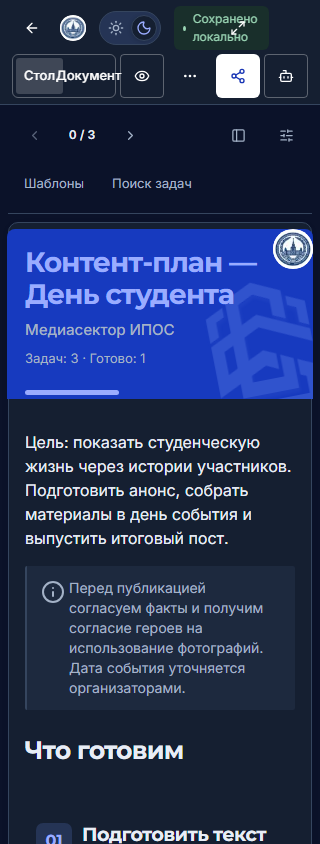 Сохранено
локально
СтолДокумент
0 / 3
Шаблоны Поиск задач
Контент-план —
День студента
Медиасектор ИПОС
Задач: 3 · Готово: 1
Цель: показать студенческую
жизнь через истории участников.
Подготовить анонс, собрать
материалы в день события и
выпустить итоговый пост.
Перед публикацией
согласуем факты и получим
согласие героев на
использование фотографий.
Дата события уточняется
организаторами.
Что готовим
01 Подготовить текст